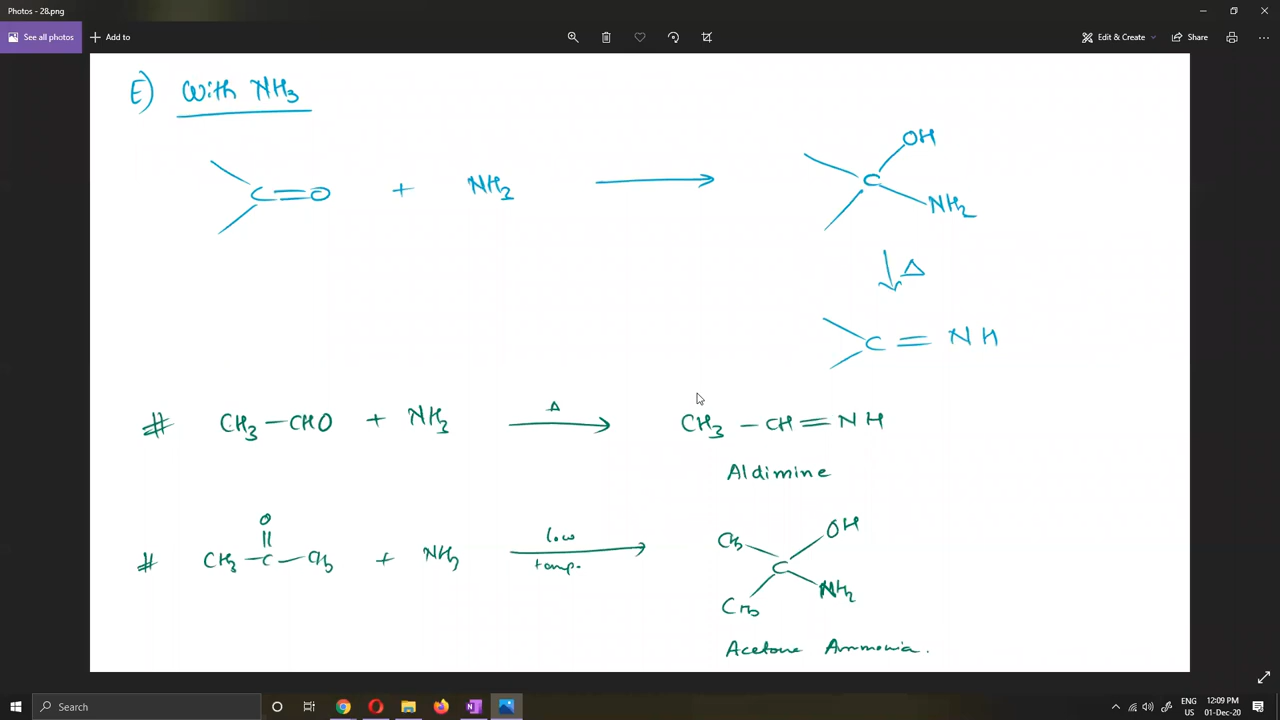 Photos - 28.png
See all photos
Add to
Edit & Create
Share
E) With NH3
C=O + NH3
OH
C
NH2
Δ
C = NH
# CH3 - CHO + NH3 Δ CH3 - CH = NH
Aldimine
O
# CH3 - C - CH3 + NH3 low temp.
CH3 OH
C
CH3 NH2
Acetone Ammonia.
Search
ENG 12:09 PM
US 01-Dec-20